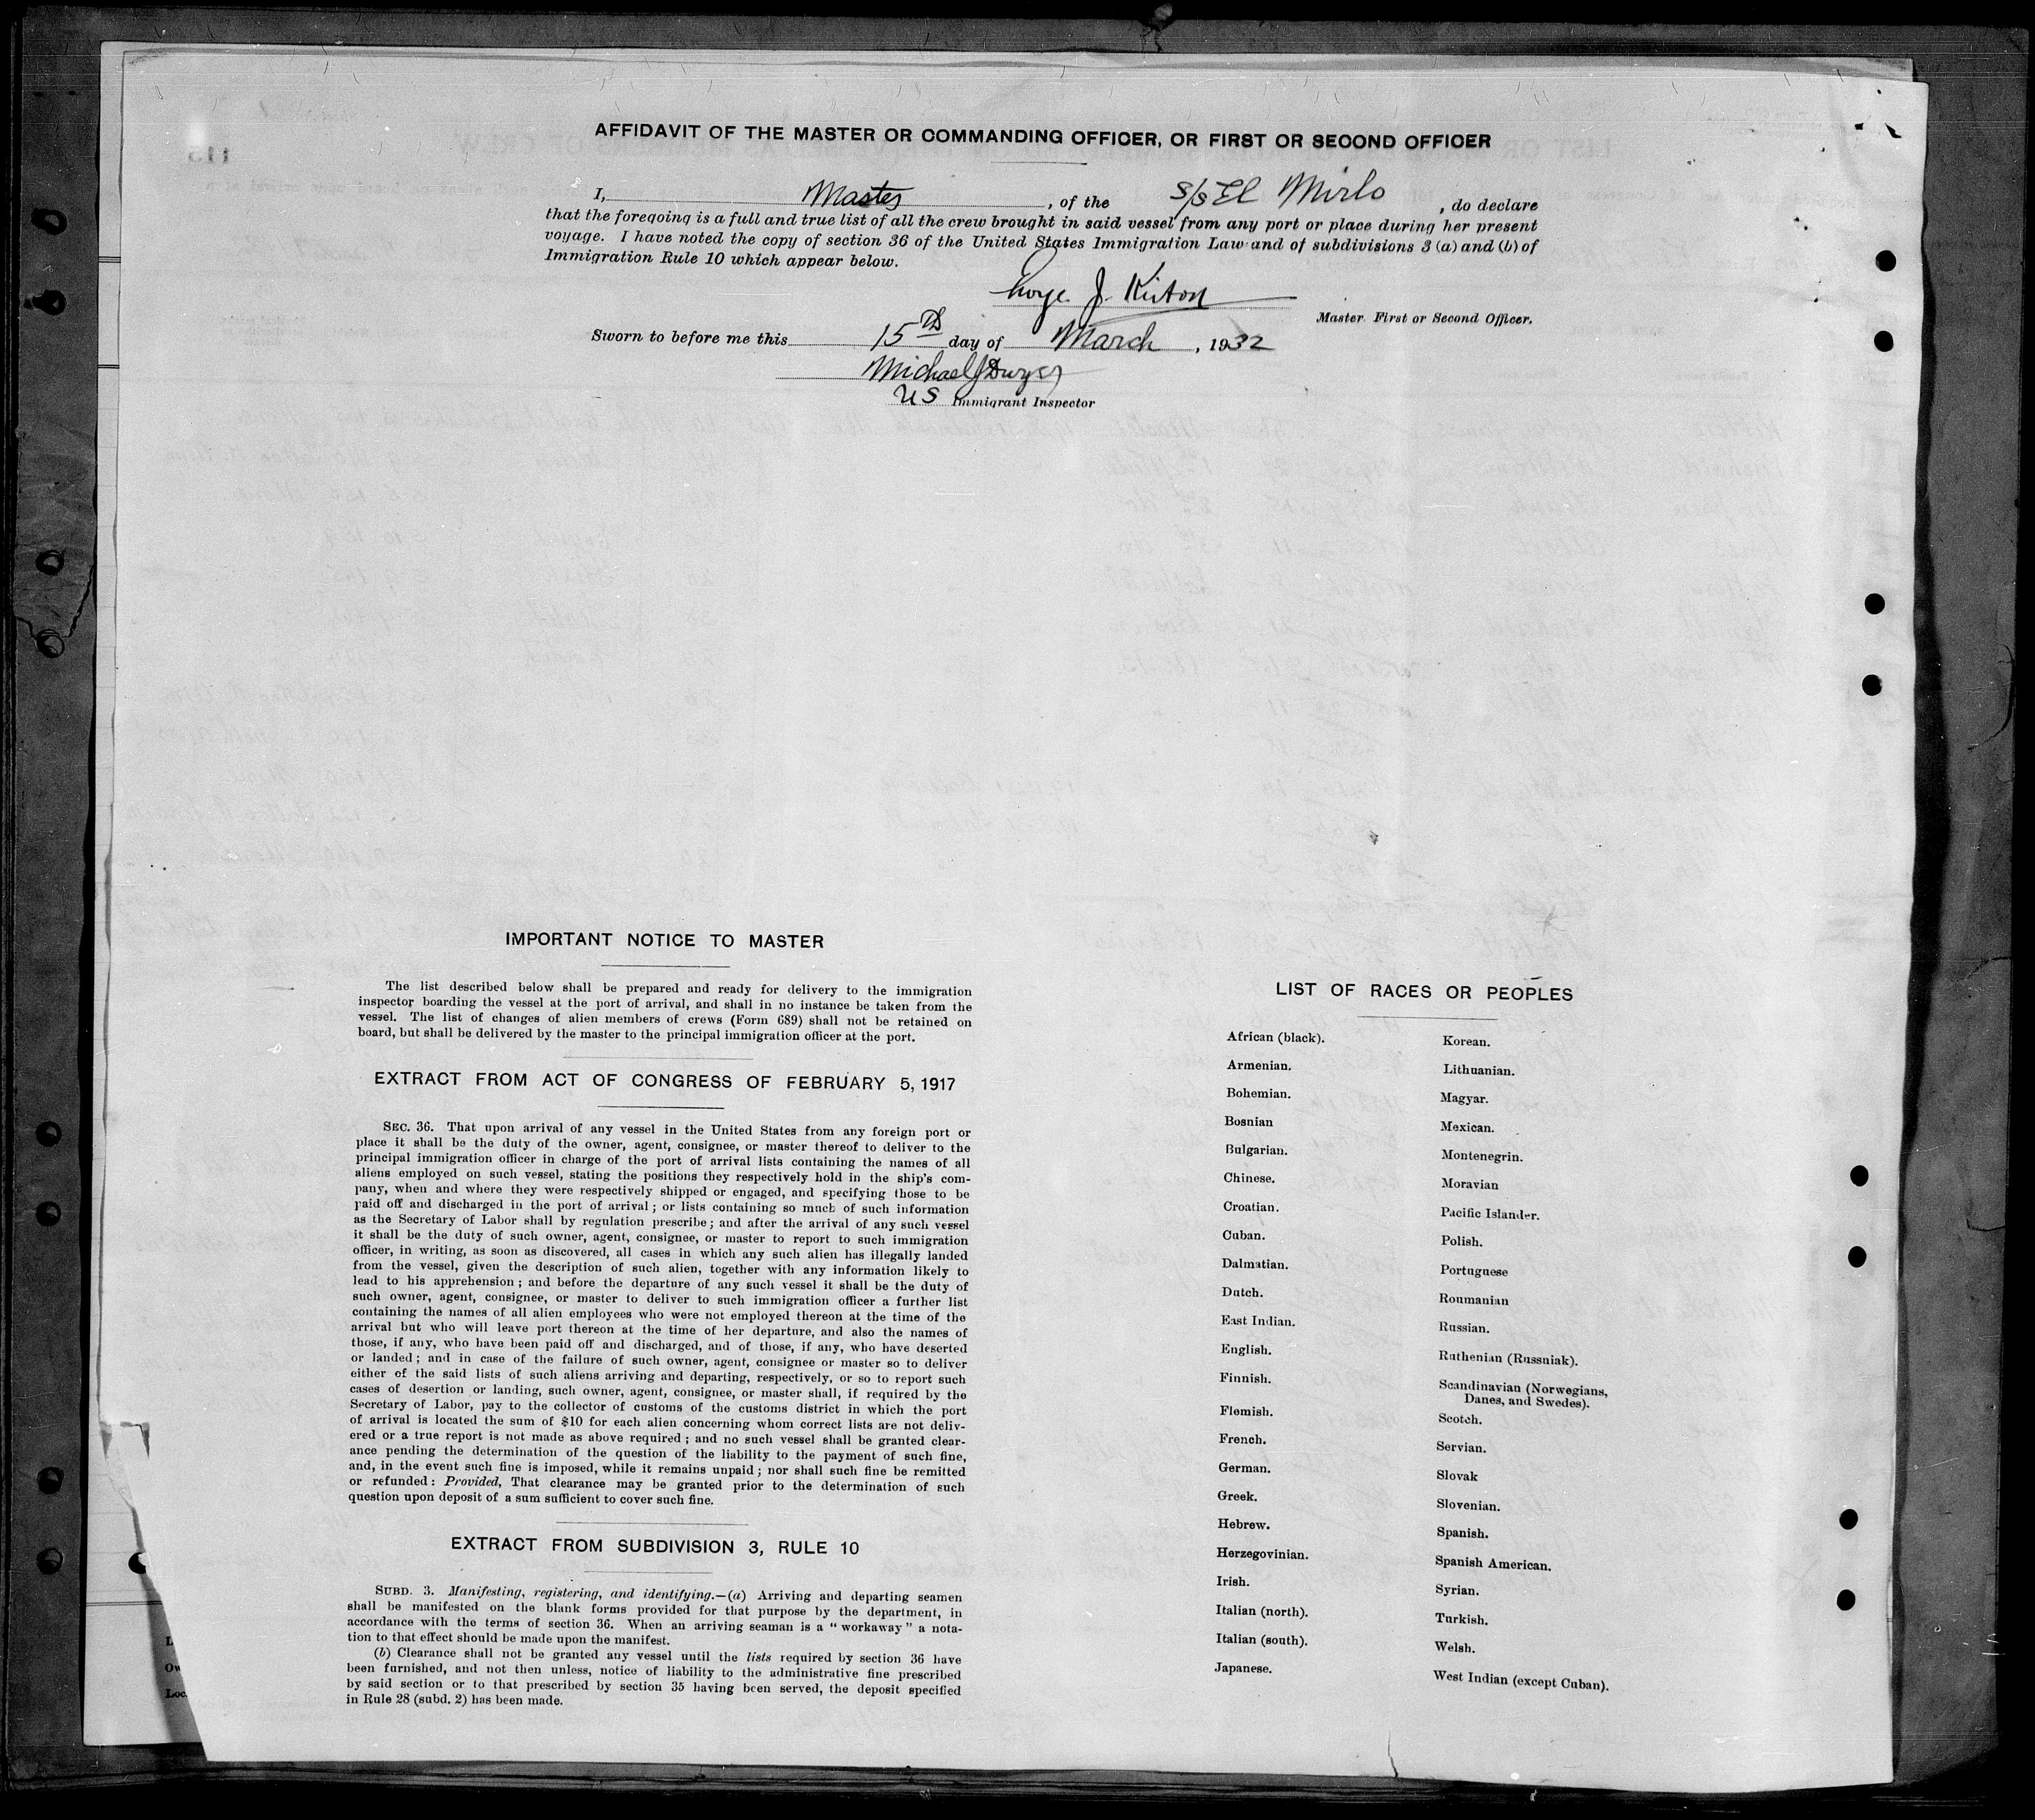 AFFIDAVIT OF THE MASTER OR COMMANDING OFFICER, OR FIRST OR SECOND OFFICER
I, Master, of the S/S El Mirlo, do declare
that the foregoing is a full and true list of all the crew brought in said vessel from any port or place during her present
voyage. I have noted the copy of section 36 of the United States Immigration Law and of subdivisions 3 (a) and (b) of
Immigration Rule 10 which appear below.
J.
Master First or Second Officer.
Sworn to before me this 15th day of March, 1932
Michael J Dwyer
US Immigrant Inspector
IMPORTANT NOTICE TO MASTER
The list described below shall be prepared and ready for delivery to the immigration
inspector boarding the vessel at the port of arrival, and shall in no instance be taken from the
vessel. The list of changes of alien members of crews (Form 689) shall not be retained on
board, but shall be delivered by the master to the principal immigration officer at the port.
EXTRACT FROM ACT OF CONGRESS OF FEBRUARY 5, 1917
SEC. 36. That upon arrival of any vessel in the United States from any foreign port or
place it shall be the duty of the owner, agent, consignee, or master thereof to deliver to the
principal immigration officer in charge of the port of arrival lists containing the names of all
aliens employed on such vessel, stating the positions they respectively hold in the ship's com-
pany, when and where they were respectively shipped or engaged, and specifying those to be
paid off and discharged in the port of arrival; or lists containing so much of such information
as the Secretary of Labor shall by regulation prescribe; and after the arrival of any such vessel
it shall be the duty of such owner, agent, consignee, or master to report to such immigration
officer, in writing, as soon as discovered, all cases in which any such alien has illegally landed
from the vessel, given the description of such alien, together with any information likely to
lead to his apprehension; and before the departure of any such vessel it shall be the duty of
such owner, agent, consignee, or master to deliver to such immigration officer a further list
containing the names of all alien employees who were not employed thereon at the time of the
arrival but who will leave port thereon at the time of her departure, and also the names of
those, if any, who have been paid off and discharged, and of those, if any, who have deserted
or landed; and in case of the failure of such owner, agent, consignee or master so to deliver
either of the said lists of such aliens arriving and departing, respectively, or so to report such
cases of desertion or landing, such owner, agent, consignee, or master shall, if required by the
Secretary of Labor, pay to the collector of customs of the customs district in which the port
of arrival is located the sum of $10 for each alien concerning whom correct lists are not deliv-
ered or a true report is not made as above required; and no such vessel shall be granted clear-
ance pending the determination of the question of the liability to the payment of such fine,
and, in the event such fine is imposed, while it remains unpaid; nor shall such fine be remitted
or refunded: Provided, That clearance may be granted prior to the determination of such
question upon deposit of a sum sufficient to cover such fine.
EXTRACT FROM SUBDIVISION 3, RULE 10
SUBD. 3. Manifesting, registering, and identifying.—(a) Arriving and departing seamen
shall be manifested on the blank forms provided for that purpose by the department, in
accordance with the terms of section 36. When an arriving seaman is a "workaway" a nota-
tion to that effect should be made upon the manifest.
(b) Clearance shall not be granted any vessel until the lists required by section 36 have
been furnished, and not then unless, notice of liability to the administrative fine prescribed
by said section or to that prescribed by section 35 having been served, the deposit specified
in Rule 28 (subd. 2) has been made.
LIST OF RACES OR PEOPLES
African (black).
Armenian.
Bohemian.
Bosnian
Bulgarian.
Chinese.
Croatian.
Cuban.
Dalmatian.
Dutch.
East Indian.
English.
Finnish.
Flemish.
French.
German.
Greek.
Hebrew.
Herzegovinian.
Irish.
Italian (north).
Italian (south).
Japanese.
Korean.
Lithuanian.
Magyar.
Mexican.
Montenegrin.
Moravian
Pacific Islander.
Polish.
Portuguese
Roumanian
Russian.
Ruthenian (Russniak).
Scandinavian (Norwegians,
Danes, and Swedes).
Scotch.
Servian.
Slovak
Slovenian.
Spanish.
Spanish American.
Syrian.
Turkish.
Welsh.
West Indian (except Cuban).